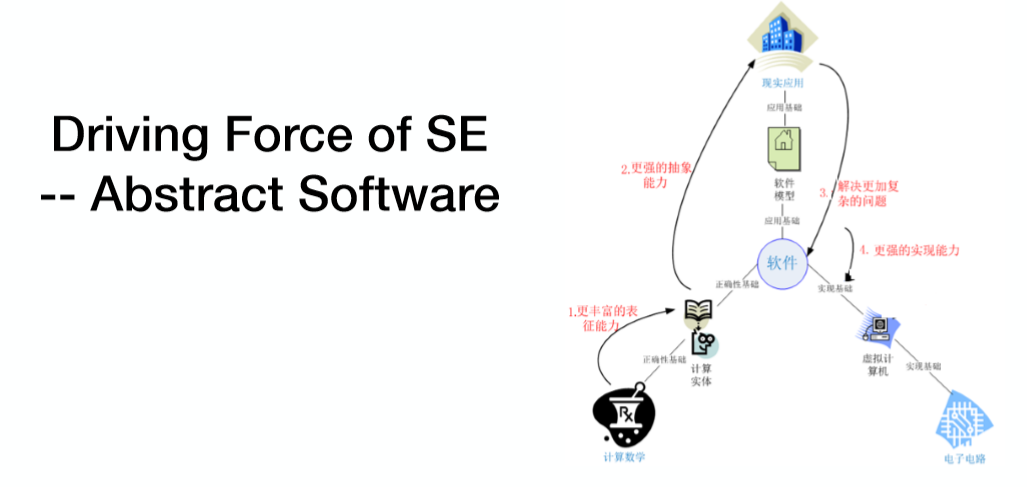 Driving Force of SE
-- Abstract Software
现实应用
应用基础
2.更强的抽象
能力
软件
模型
3.
解决更加复
杂的问题
应用基础
4. 更强的实现能力
软件
正确性基础
实现基础
1.更丰富的表
征能力
正确性基础
计算
实体
虚拟计
算机
实现基础
RX
计算数学
电子电路